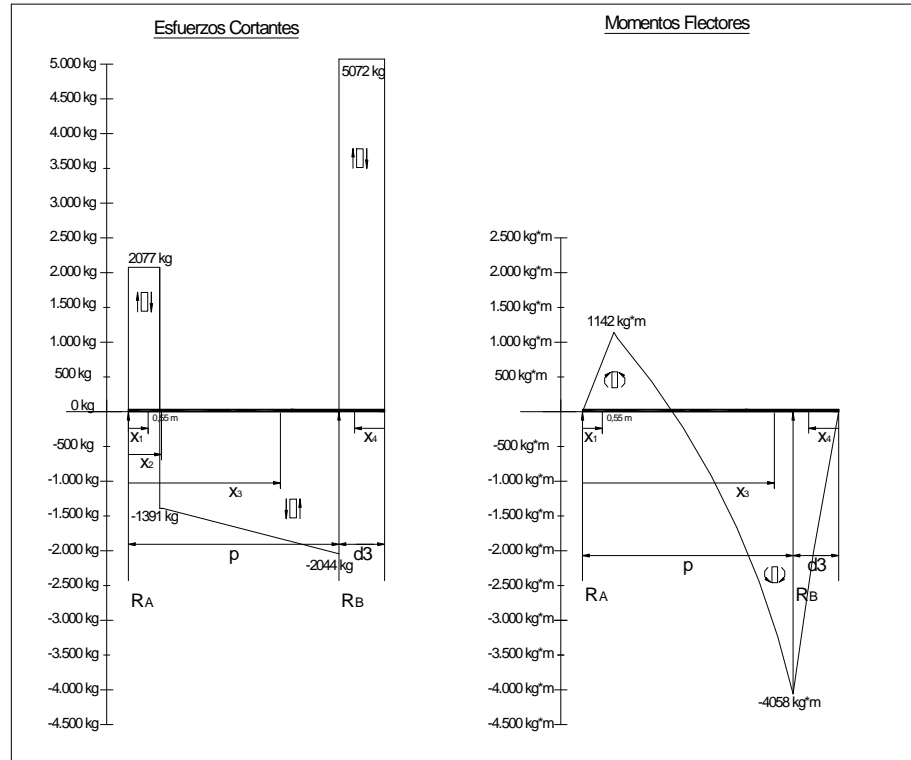 Esfuerzos Cortantes
5.000 kg
4.500 kg
4.000 kg
3.500 kg
3.000 kg
2.500 kg
2.000 kg
1.500 kg
1.000 kg
500 kg
0 kg
-500 kg
-1.000 kg
-1.500 kg
-2.000 kg
-2.500 kg
-3.000 kg
-3.500 kg
-4.000 kg
-4.500 kg
5072 kg
2077 kg
0,55 m
X1
X2
X3
X4
-1391 kg
p
d3
-2044 kg
RA
RB
Momentos Flectores
2.500 kg*m
2.000 kg*m
1.500 kg*m
1.000 kg*m
500 kg*m
0 kg
-500 kg*m
-1.000 kg*m
-1.500 kg*m
-2.000 kg*m
-2.500 kg*m
-3.000 kg*m
-3.500 kg*m
-4.000 kg*m
-4.500 kg*m
1142 kg*m
0,55 m
X1
X4
X3
p
d3
RA
RB
-4058 kg*m